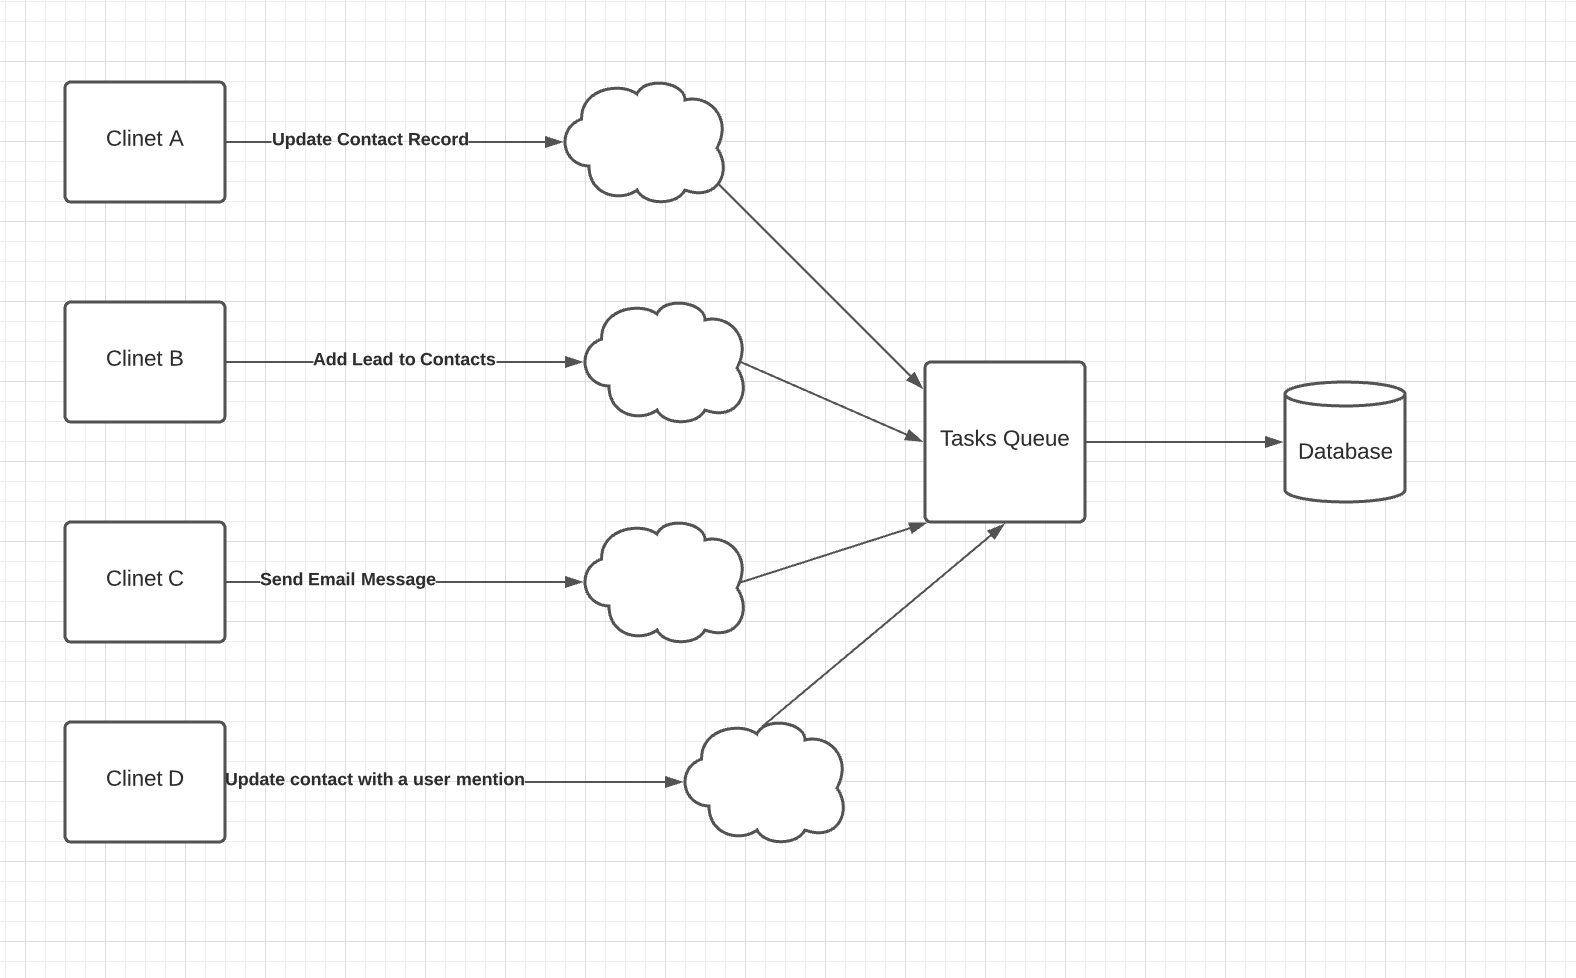 Clinet A
Update Contact Record
Clinet B
Add Lead to Contacts
Tasks Queue
Database
Clinet C
Send Email Message
Clinet D
Update contact with a user mention